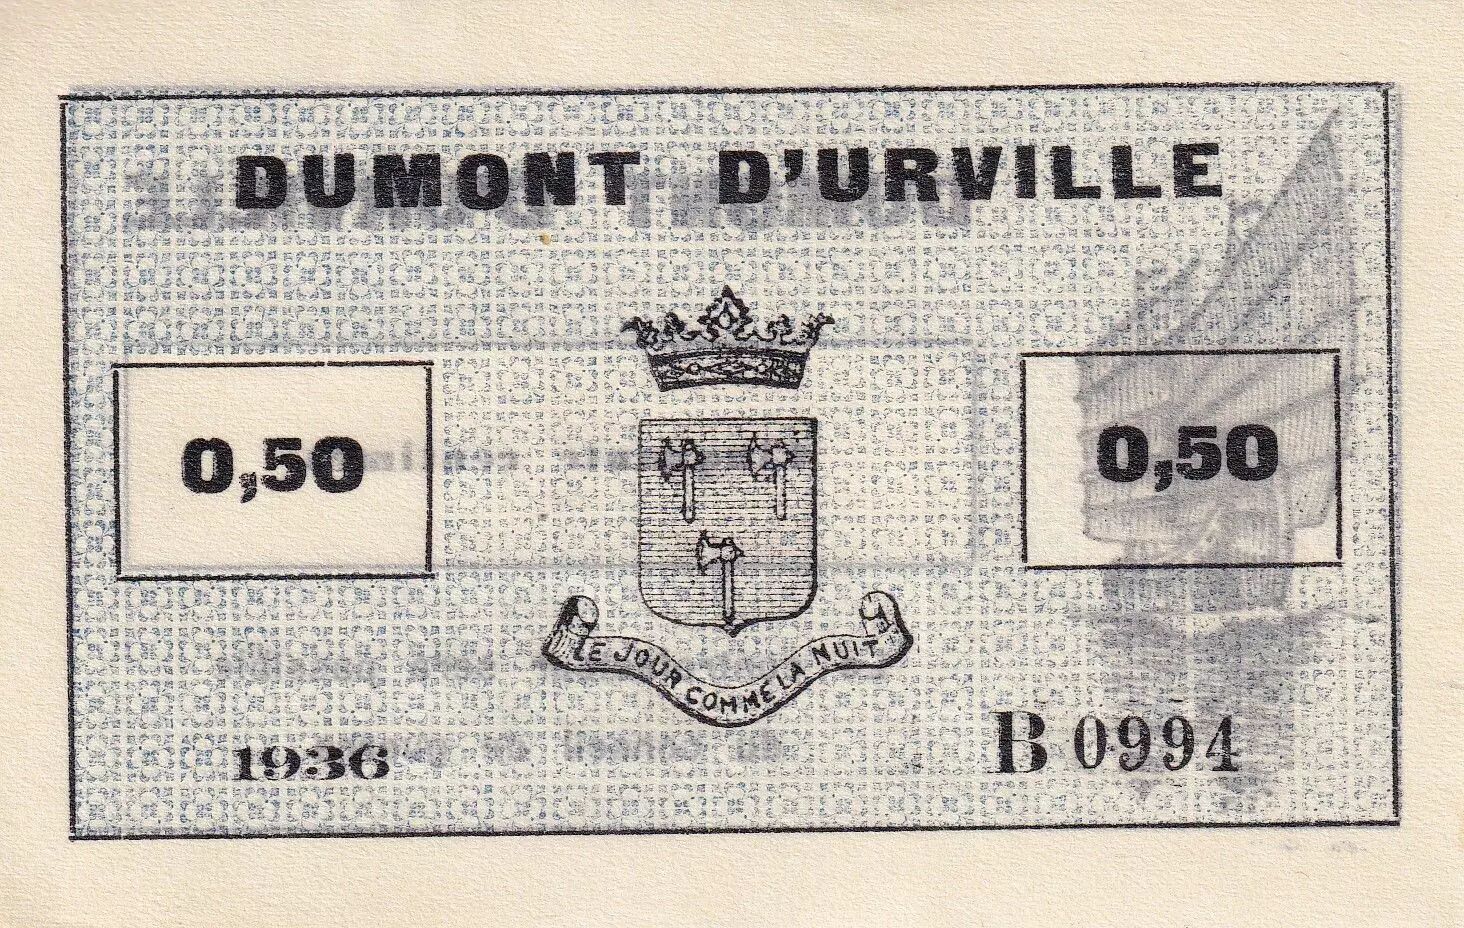 DUMONT D'URVILLE
0,50
0,50
LE JOUR COMME LA NUIT
1936
B 0994